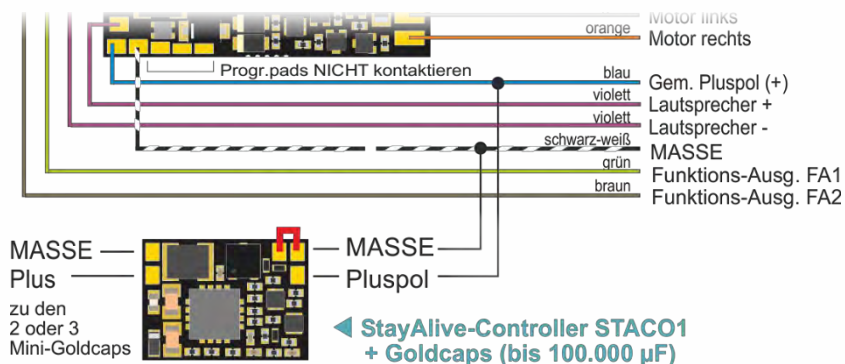 Motor links
orange
Motor rechts
Progr.pads NICHT kontaktieren
blau
Gem. Pluspol (+)
violett
Lautsprecher +
violett
Lautsprecher -
schwarz-weiß
MASSE
grün
Funktions-Ausg. FA1
braun
Funktions-Ausg. FA2
MASSE
MASSE
Plus
Pluspol
zu den
2 oder 3
Mini-Goldcaps
StayAlive-Controller STACO1
+ Goldcaps (bis 100.000 µF)